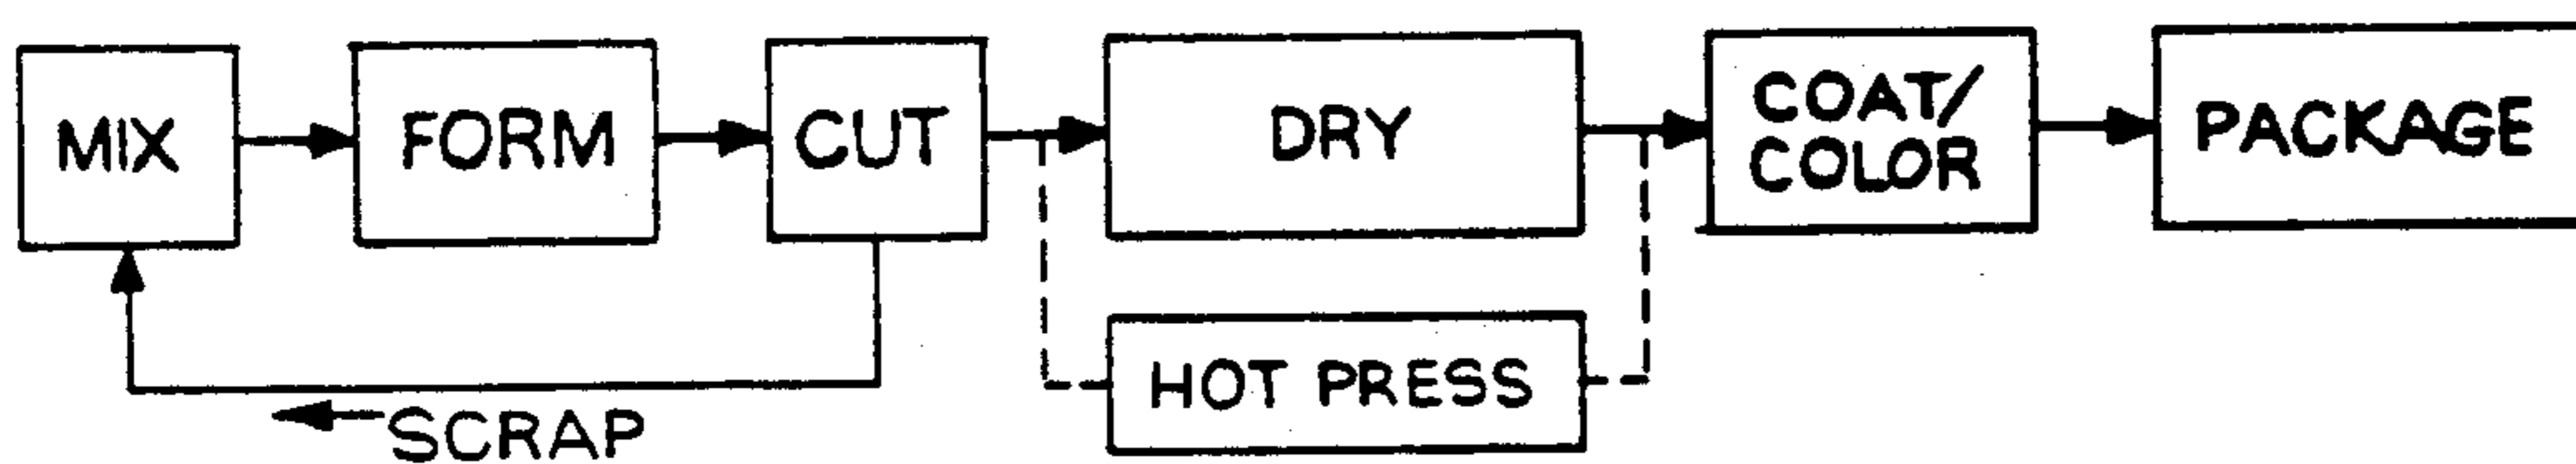 MIX
FORM
CUT
DRY
COAT/
COLOR
PACKAGE
HOT PRESS
SCRAP